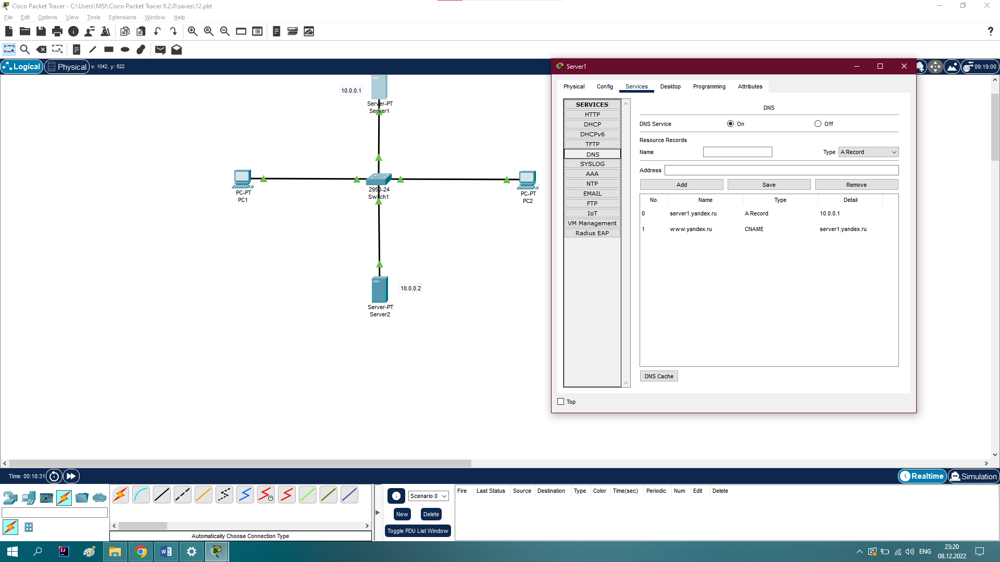 Cisco Packet Tracer - C:\Users\MSI\Cisco Packet Tracer 8.2.0\saves\12.pkt
File Edit Options View Tools Extensions Window Help
Logical Physical x: 1042, y: 622
09:19:00
10.0.0.1
Server-PT
Server1
PC-PT
PC1
2950-24
Switch1
PC-PT
PC2
10.0.0.2
Server-PT
Server2
Server1
Physical Config Services Desktop Programming Attributes
SERVICES
HTTP
DHCP
DHCPv6
TFTP
DNS
SYSLOG
AAA
NTP
EMAIL
FTP
IoT
VM Management
Radius EAP
DNS
DNS Service On Off
Resource Records
Name Type A Record
Address
Add Save Remove
No. Name Type Detail
0 server1.yandex.ru A Record 10.0.0.1
1 www.yandex.ru CNAME server1.yandex.ru
DNS Cache
Top
Time: 00:18:31
Realtime Simulation
Scenario 0
New Delete
Toggle PDU List Window
Fire Last Status Source Destination Type Color Time(sec) Periodic Num Edit Delete
Automatically Choose Connection Type
ENG
23:20
08.12.2022